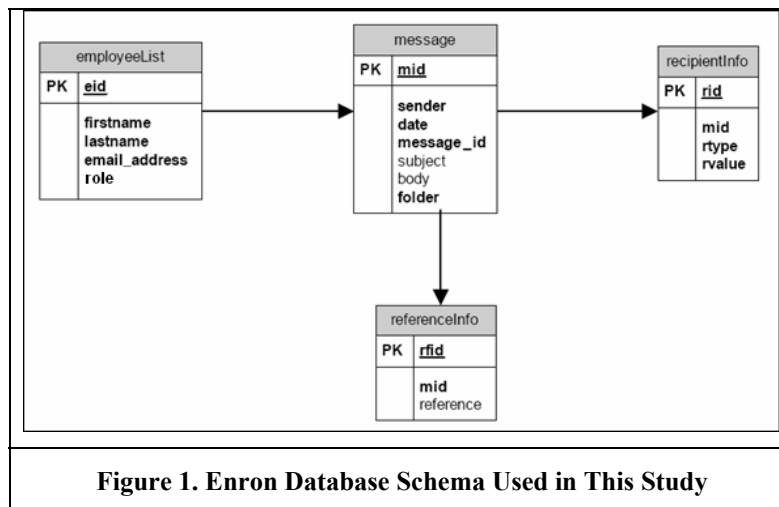 employeeList
PK eid
firstname
lastname
email_address
role
message
PK mid
sender
date
message_id
subject
body
folder
recipientInfo
PK rid
mid
rtype
rvalue
referenceInfo
PK rfid
mid
reference
Figure 1. Enron Database Schema Used in This Study